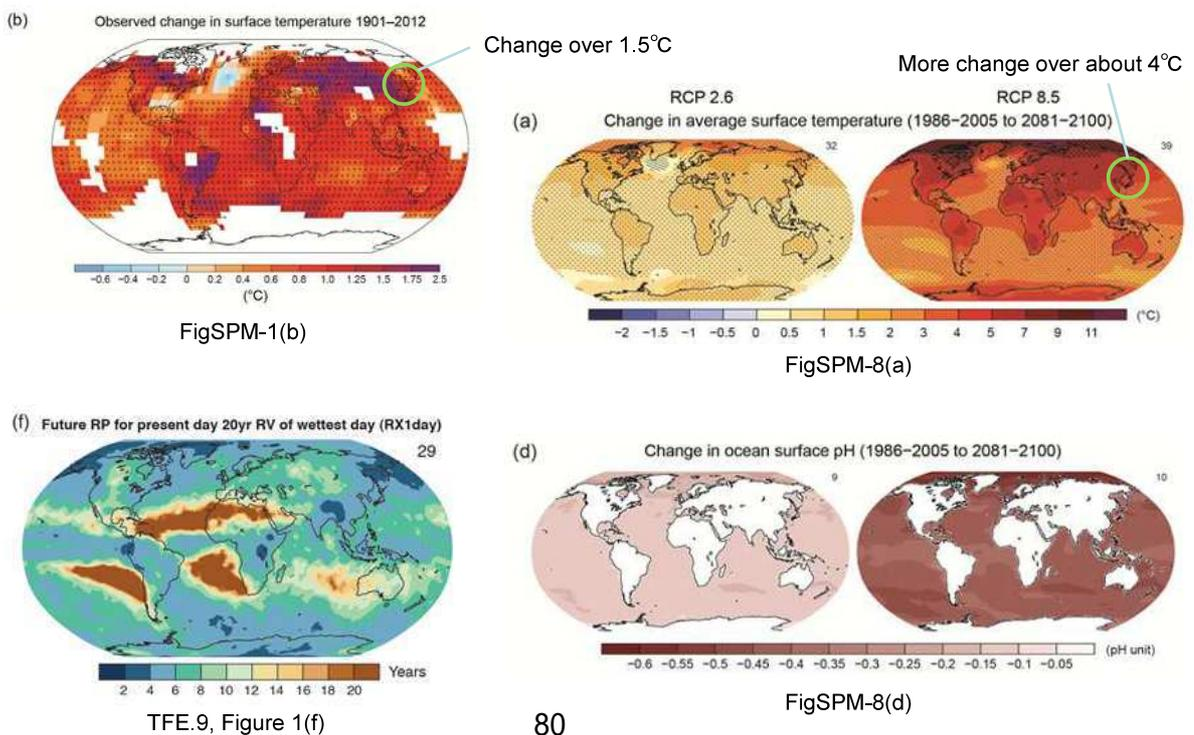 (b)
Observed change in surface temperature 1901–2012
Change over 1.5℃
−0.6 −0.4 −0.2 0 0.2 0.4 0.6 0.8 1.0 1.25 1.5 1.75 2.5
(°C)
FigSPM-1(b)
More change over about 4℃
RCP 2.6 RCP 8.5
(a) Change in average surface temperature (1986−2005 to 2081−2100)
32 39
(°C)
−2 −1.5 −1 −0.5 0 0.5 1 1.5 2 3 4 5 7 9 11
FigSPM-8(a)
(f) Future RP for present day 20yr RV of wettest day (RX1day)
29
Years
2 4 6 8 10 12 14 16 18 20
TFE.9, Figure 1(f)
(d) Change in ocean surface pH (1986−2005 to 2081−2100)
9 10
(pH unit)
−0.6 −0.55 −0.5 −0.45 −0.4 −0.35 −0.3 −0.25 −0.2 −0.15 −0.1 −0.05
FigSPM-8(d)
80